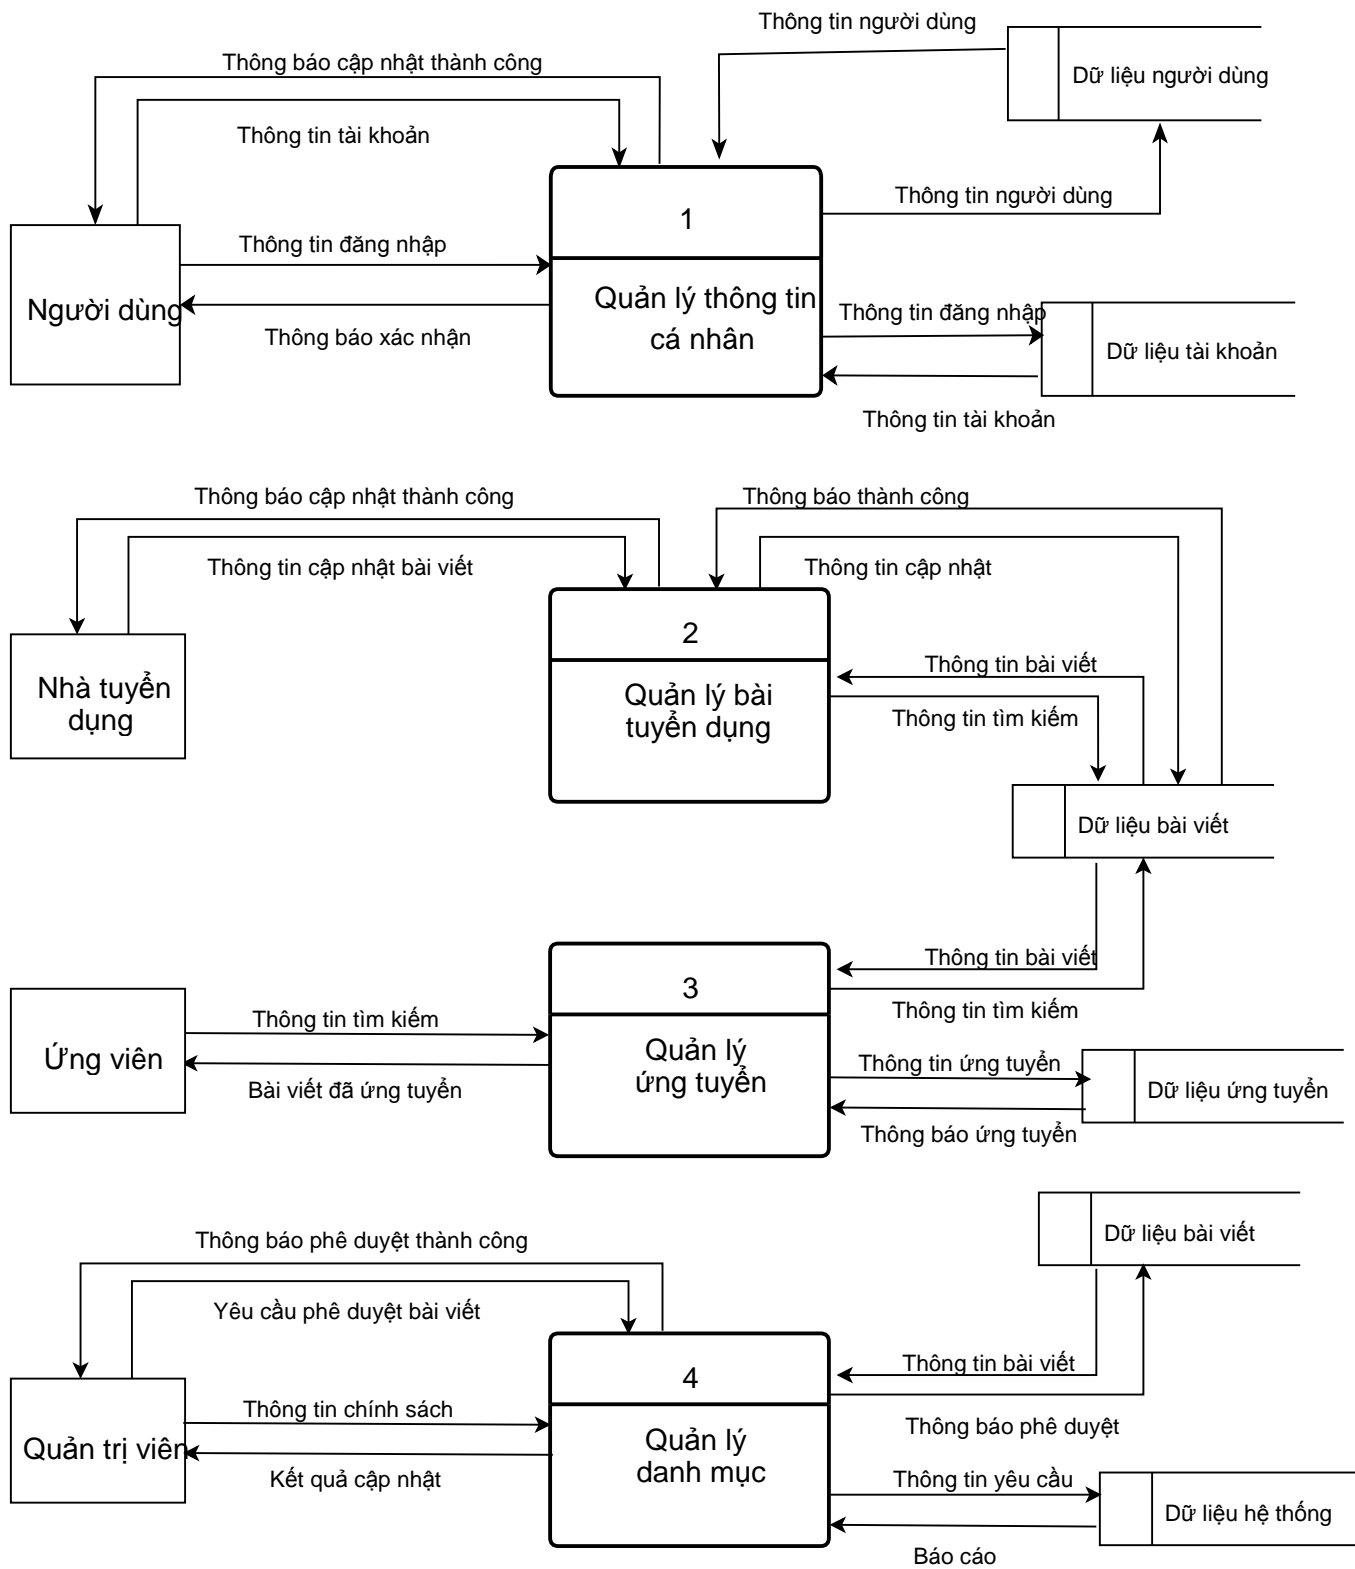 Thông tin người dùng
Thông báo cập nhật thành công
Dữ liệu người dùng
Thông tin tài khoản
Thông tin người dùng
1
Thông tin đăng nhập
Người dùng
Quản lý thông tin
cá nhân
Thông tin đăng nhập
Thông báo xác nhận
Dữ liệu tài khoản
Thông tin tài khoản
Thông báo cập nhật thành công
Thông báo thành công
Thông tin cập nhật bài viết
Thông tin cập nhật
2
Thông tin bài viết
Nhà tuyển
dụng
Quản lý bài
tuyển dụng
Thông tin tìm kiếm
Dữ liệu bài viết
Thông tin bài viết
3
Thông tin tìm kiếm
Thông tin tìm kiếm
Ứng viên
Quản lý
ứng tuyển
Thông tin ứng tuyển
Bài viết đã ứng tuyển
Dữ liệu ứng tuyển
Thông báo ứng tuyển
Thông báo phê duyệt thành công
Dữ liệu bài viết
Yêu cầu phê duyệt bài viết
Thông tin bài viết
4
Thông tin chính sách
Thông báo phê duyệt
Quản trị viên
Quản lý
danh mục
Kết quả cập nhật
Thông tin yêu cầu
Dữ liệu hệ thống
Báo cáo